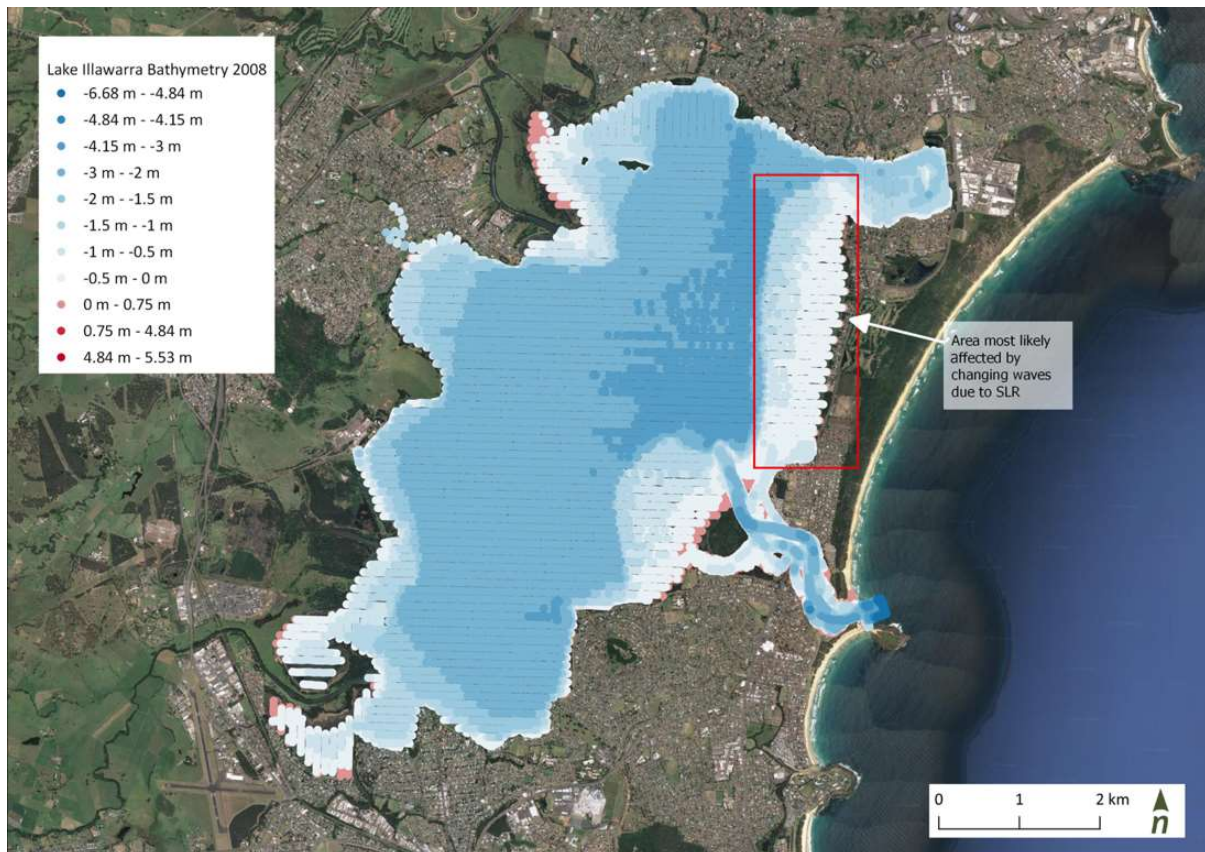 Lake Illawarra Bathymetry 2008
-6.68 m - -4.84 m
-4.84 m - -4.15 m
-4.15 m - -3 m
-3 m - -2 m
-2 m - -1.5 m
-1.5 m - -1 m
-1 m - -0.5 m
-0.5 m - 0 m
0 m - 0.75 m
0.75 m - 4.84 m
4.84 m - 5.53 m
Area most likely
affected by
changing waves
due to SLR
0 1 2 km
n